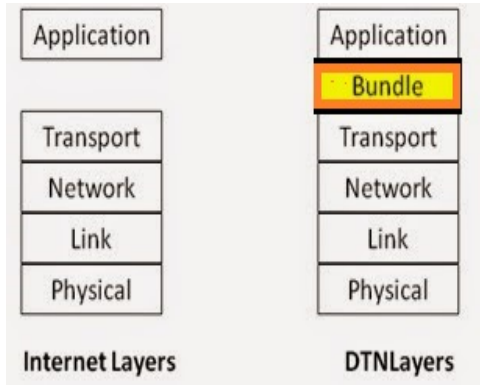 Application
Transport
Network
Link
Physical
Internet Layers
Application
Bundle
Transport
Network
Link
Physical
DTNLayers